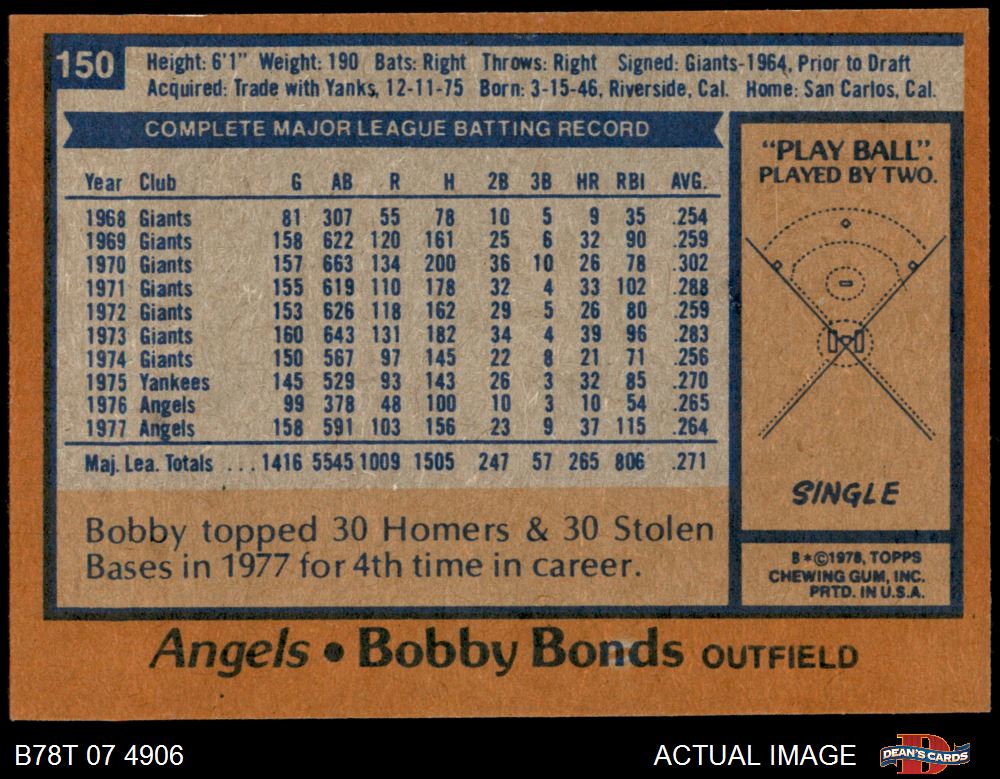 150
Height: 6'1" Weight: 190 Bats: Right Throws: Right Signed: Giants-1964, Prior to Draft
Acquired: Trade with Yanks, 12-11-75 Born: 3-15-46, Riverside, Cal. Home: San Carlos, Cal.
COMPLETE MAJOR LEAGUE BATTING RECORD
Year Club G AB R H 2B 3B HR RBI AVG.
1968 Giants 81 307 55 78 10 5 9 35 .254
1969 Giants 158 622 120 161 25 6 32 90 .259
1970 Giants 157 663 134 200 36 10 26 78 .302
1971 Giants 155 619 110 178 32 4 33 102 .288
1972 Giants 153 626 118 162 29 5 26 80 .259
1973 Giants 160 643 131 182 34 4 39 96 .283
1974 Giants 150 567 97 145 22 8 21 71 .256
1975 Yankees 145 529 93 143 26 3 32 85 .270
1976 Angels 99 378 48 100 10 3 10 54 .265
1977 Angels 158 591 103 156 23 9 37 115 .264
Maj. Lea. Totals ... 1416 5545 1009 1505 247 57 265 806 .271
Bobby topped 30 Homers & 30 Stolen
Bases in 1977 for 4th time in career.
"PLAY BALL".
PLAYED BY TWO.
SINGLE
B*©1978, TOPPS
CHEWING GUM, INC.
PRTD. IN U.S.A.
Angels • Bobby Bonds OUTFIELD
B78T 07 4906
ACTUAL IMAGE
DEAN'S CARDS